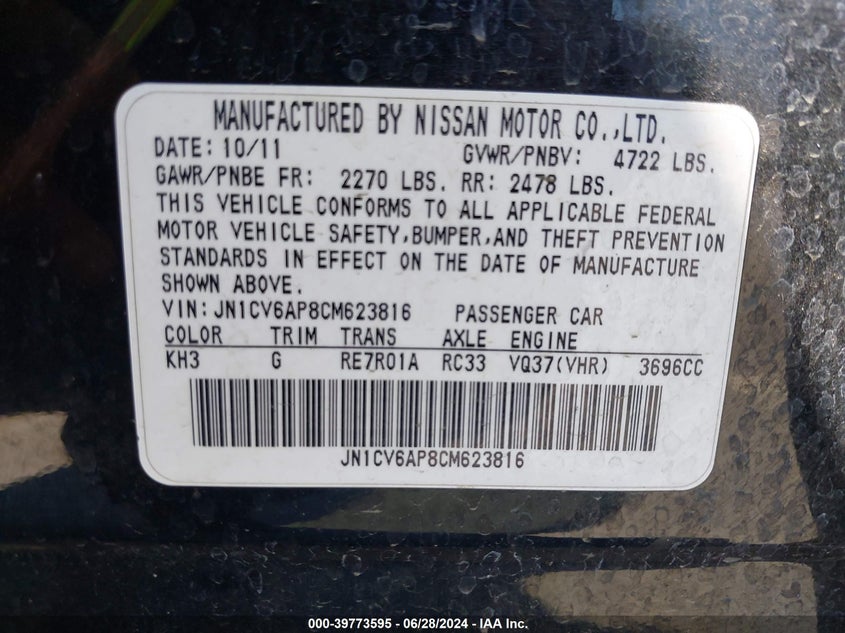 MANUFACTURED BY NISSAN MOTOR CO.,LTD.
DATE: 10/11 GVWR/PNBV: 4722 LBS.
GAWR/PNBE FR: 2270 LBS. RR: 2478 LBS.
THIS VEHICLE CONFORMS TO ALL APPLICABLE FEDERAL
MOTOR VEHICLE SAFETY,BUMPER,AND THEFT PREVENTION
STANDARDS IN EFFECT ON THE DATE OF MANUFACTURE
SHOWN ABOVE.
VIN:JN1CV6AP8CM623816 PASSENGER CAR
COLOR TRIM TRANS AXLE ENGINE
KH3 G RE7R01A RC33 VQ37(VHR) 3696CC
JN1CV6AP8CM623816
000-39773595 - 06/28/2024 - IAA Inc.